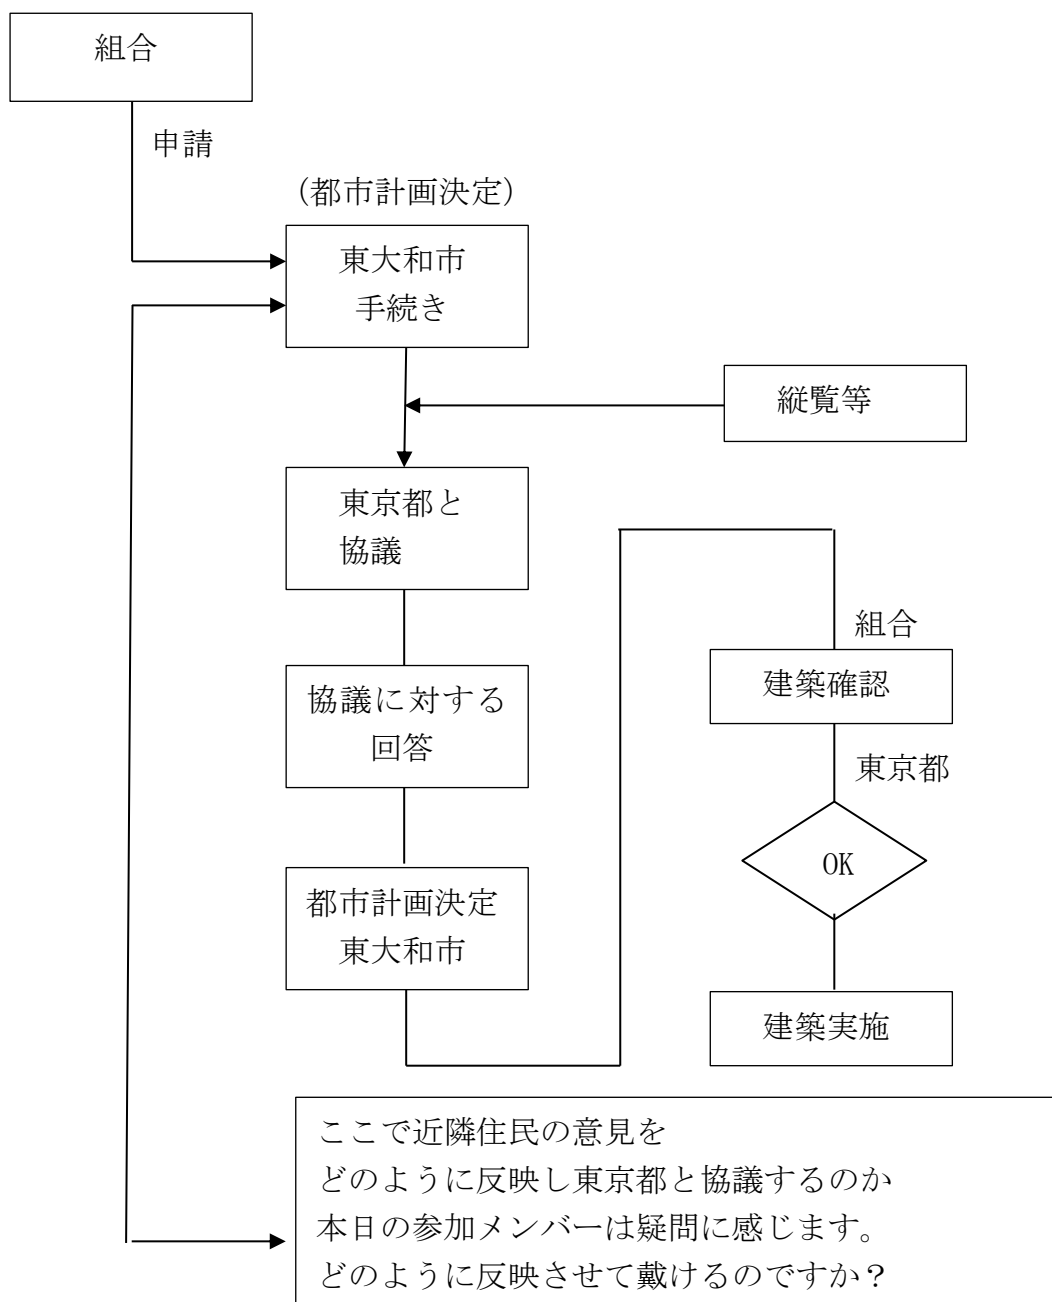 組合
申請
(都市計画決定)
東大和市
手続き
縦覧等
東京都と
協議
協議に対する
回答
都市計画決定
東大和市
組合
建築確認
東京都
OK
建築実施
ここで近隣住民の意見を
どのように反映し東京都と協議するのか
本日の参加メンバーは疑問に感じます。
どのように反映させて戴けるのですか？